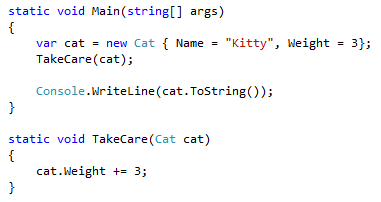 static void Main(string[] args)
{
    var cat = new Cat { Name = "Kitty", Weight = 3};
    TakeCare(cat);

    Console.WriteLine(cat.ToString());
}

static void TakeCare(Cat cat)
{
    cat.Weight += 3;
}